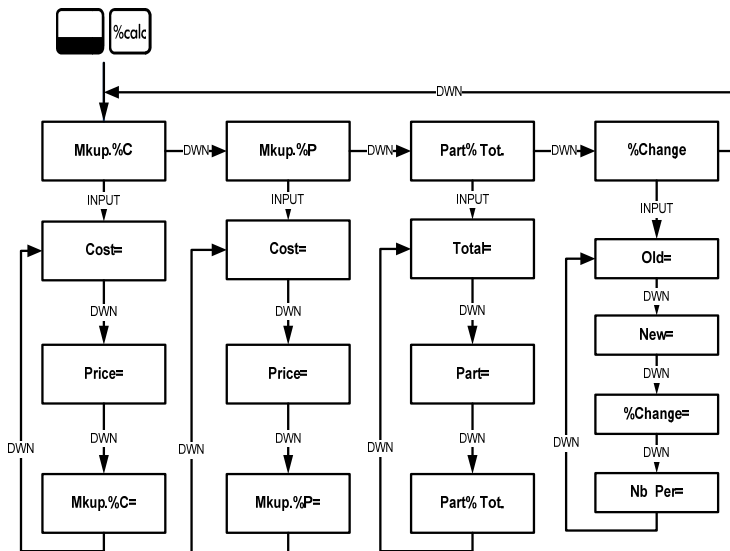 %calc
DWN
Mkup.%C
DWN
Mkup.%P
DWN
Part% Tot.
DWN
%Change
INPUT
INPUT
INPUT
INPUT
Cost=
Cost=
Total=
Old=
DWN
DWN
DWN
DWN
New=
Price=
Price=
Part=
DWN
%Change=
DWN
DWN
DWN
DWN
DWN
DWN
DWN
DWN
DWN
Mkup.%C=
Mkup.%P=
Part% Tot.
Nb Per=